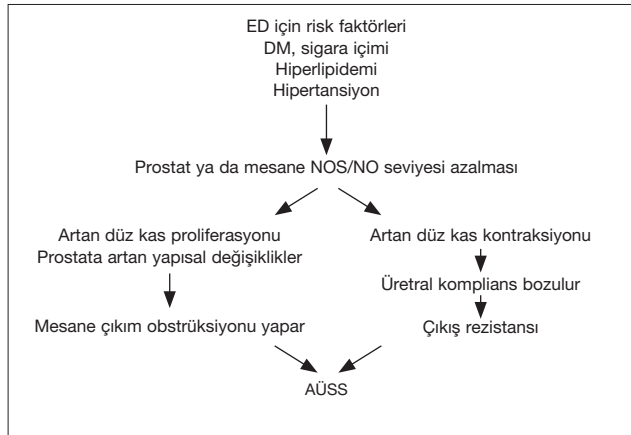 ED için risk faktörleri
DM, sigara içimi
Hiperlipidemi
Hipertansiyon
Prostat ya da mesane NOS/NO seviyesi azalması
Artan düz kas proliferasyonu
Prostata artan yapısal değişiklikler
Mesane çıkım obstrüksiyonu yapar
Artan düz kas kontraksiyonu
Üretral komplians bozulur
Çıkış rezistansı
AÜSS